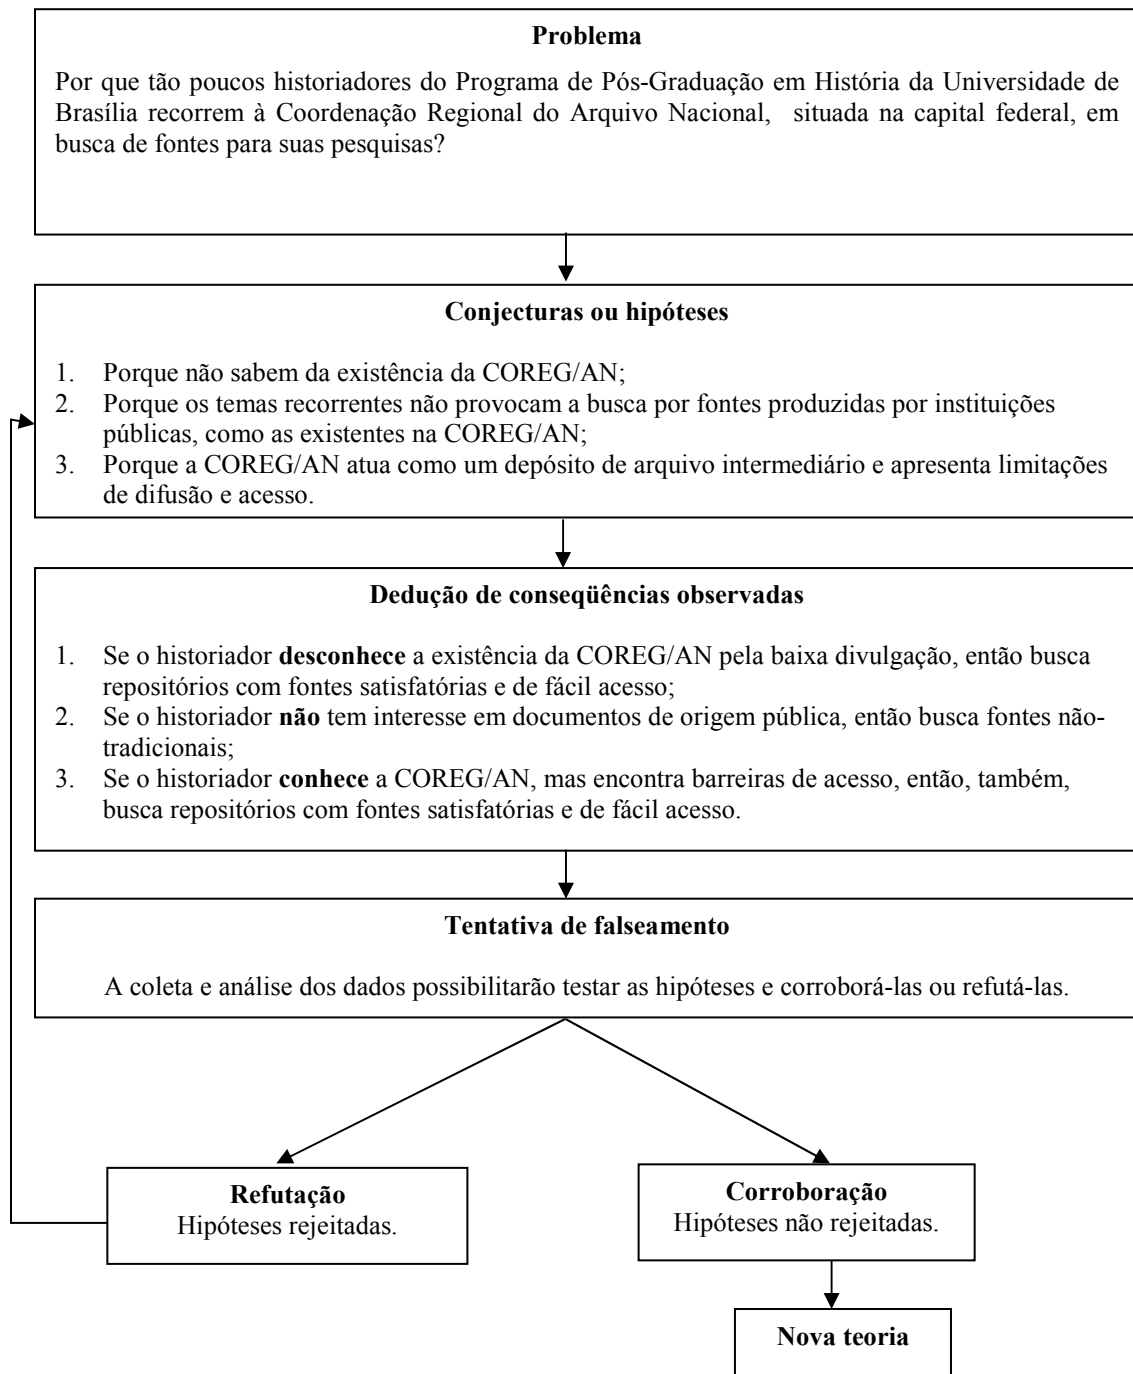 Problema
Por que tão poucos historiadores do Programa de Pós-Graduação em História da Universidade de
Brasília recorrem à Coordenação Regional do Arquivo Nacional, situada na capital federal, em
busca de fontes para suas pesquisas?
Conjecturas ou hipóteses
1. Porque não sabem da existência da COREG/AN;
2. Porque os temas recorrentes não provocam a busca por fontes produzidas por instituições
públicas, como as existentes na COREG/AN;
3. Porque a COREG/AN atua como um depósito de arquivo intermediário e apresenta limitações
de difusão e acesso.
Dedução de conseqüências observadas
1. Se o historiador desconhece a existência da COREG/AN pela baixa divulgação, então busca
repositórios com fontes satisfatórias e de fácil acesso;
2. Se o historiador não tem interesse em documentos de origem pública, então busca fontes não-
tradicionais;
3. Se o historiador conhece a COREG/AN, mas encontra barreiras de acesso, então, também,
busca repositórios com fontes satisfatórias e de fácil acesso.
Tentativa de falseamento
A coleta e análise dos dados possibilitarão testar as hipóteses e corroborá-las ou refutá-las.
Refutação
Hipóteses rejeitadas.
Corroboração
Hipóteses não rejeitadas.
Nova teoria